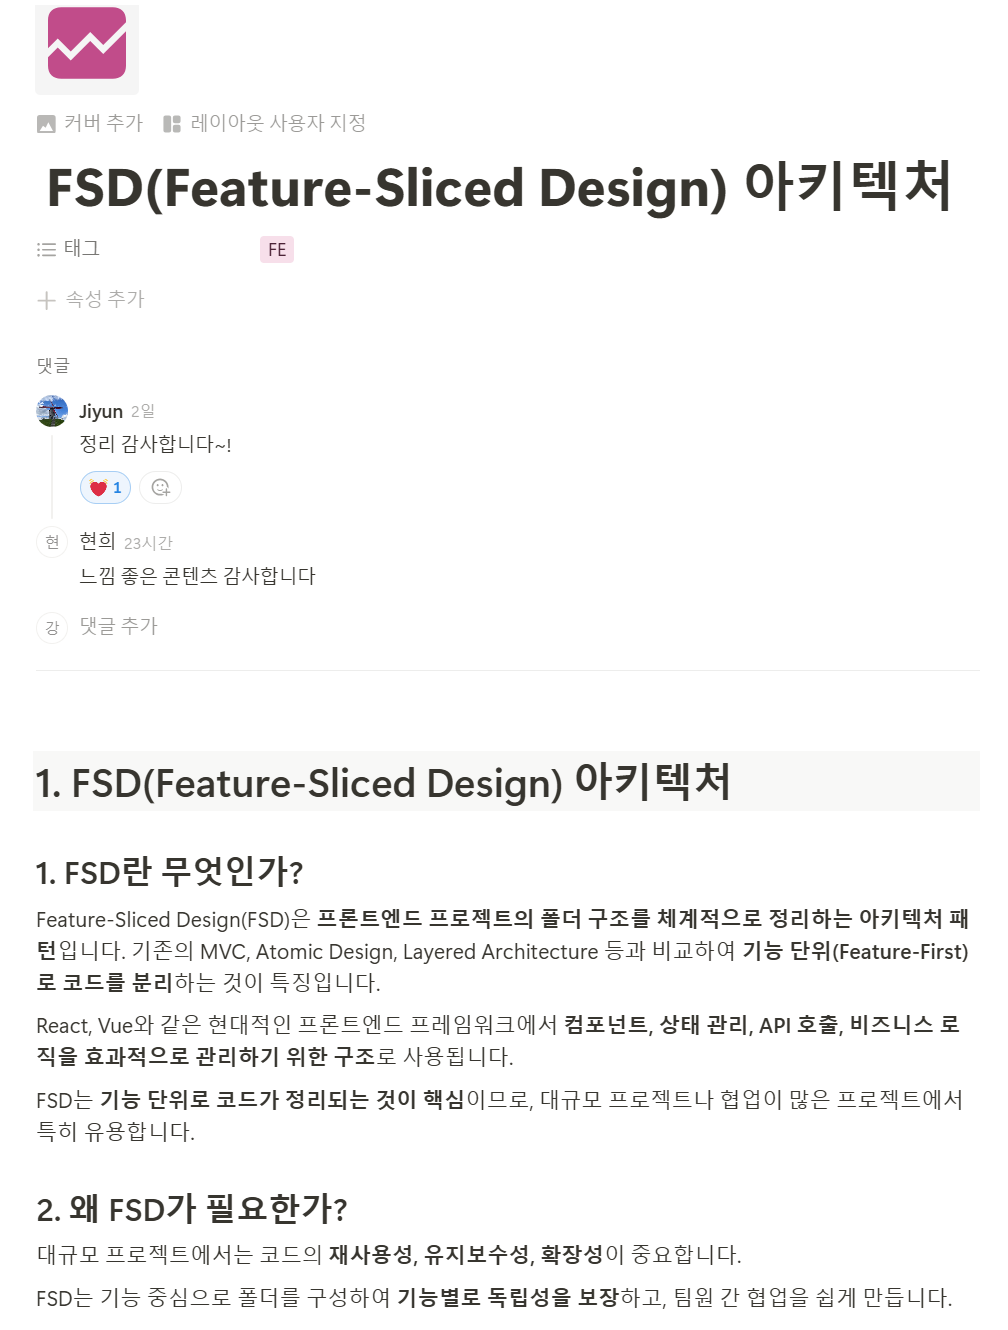 커버 추가 레이아웃 사용자 지정
FSD(Feature-Sliced Design) 아키텍처
태그 FE
속성 추가
댓글
Jiyun 2일
정리 감사합니다~!
1
현 현희 23시간
느낌 좋은 콘텐츠 감사합니다
강 댓글 추가
1. FSD(Feature-Sliced Design) 아키텍처
1. FSD란 무엇인가?
Feature-Sliced Design(FSD)은 프론트엔드 프로젝트의 폴더 구조를 체계적으로 정리하는 아키텍처 패
턴입니다. 기존의 MVC, Atomic Design, Layered Architecture 등과 비교하여 기능 단위(Feature-First)
로 코드를 분리하는 것이 특징입니다.
React, Vue와 같은 현대적인 프론트엔드 프레임워크에서 컴포넌트, 상태 관리, API 호출, 비즈니스 로
직을 효과적으로 관리하기 위한 구조로 사용됩니다.
FSD는 기능 단위로 코드가 정리되는 것이 핵심이므로, 대규모 프로젝트나 협업이 많은 프로젝트에서
특히 유용합니다.
2. 왜 FSD가 필요한가?
대규모 프로젝트에서는 코드의 재사용성, 유지보수성, 확장성이 중요합니다.
FSD는 기능 중심으로 폴더를 구성하여 기능별로 독립성을 보장하고, 팀원 간 협업을 쉽게 만듭니다.